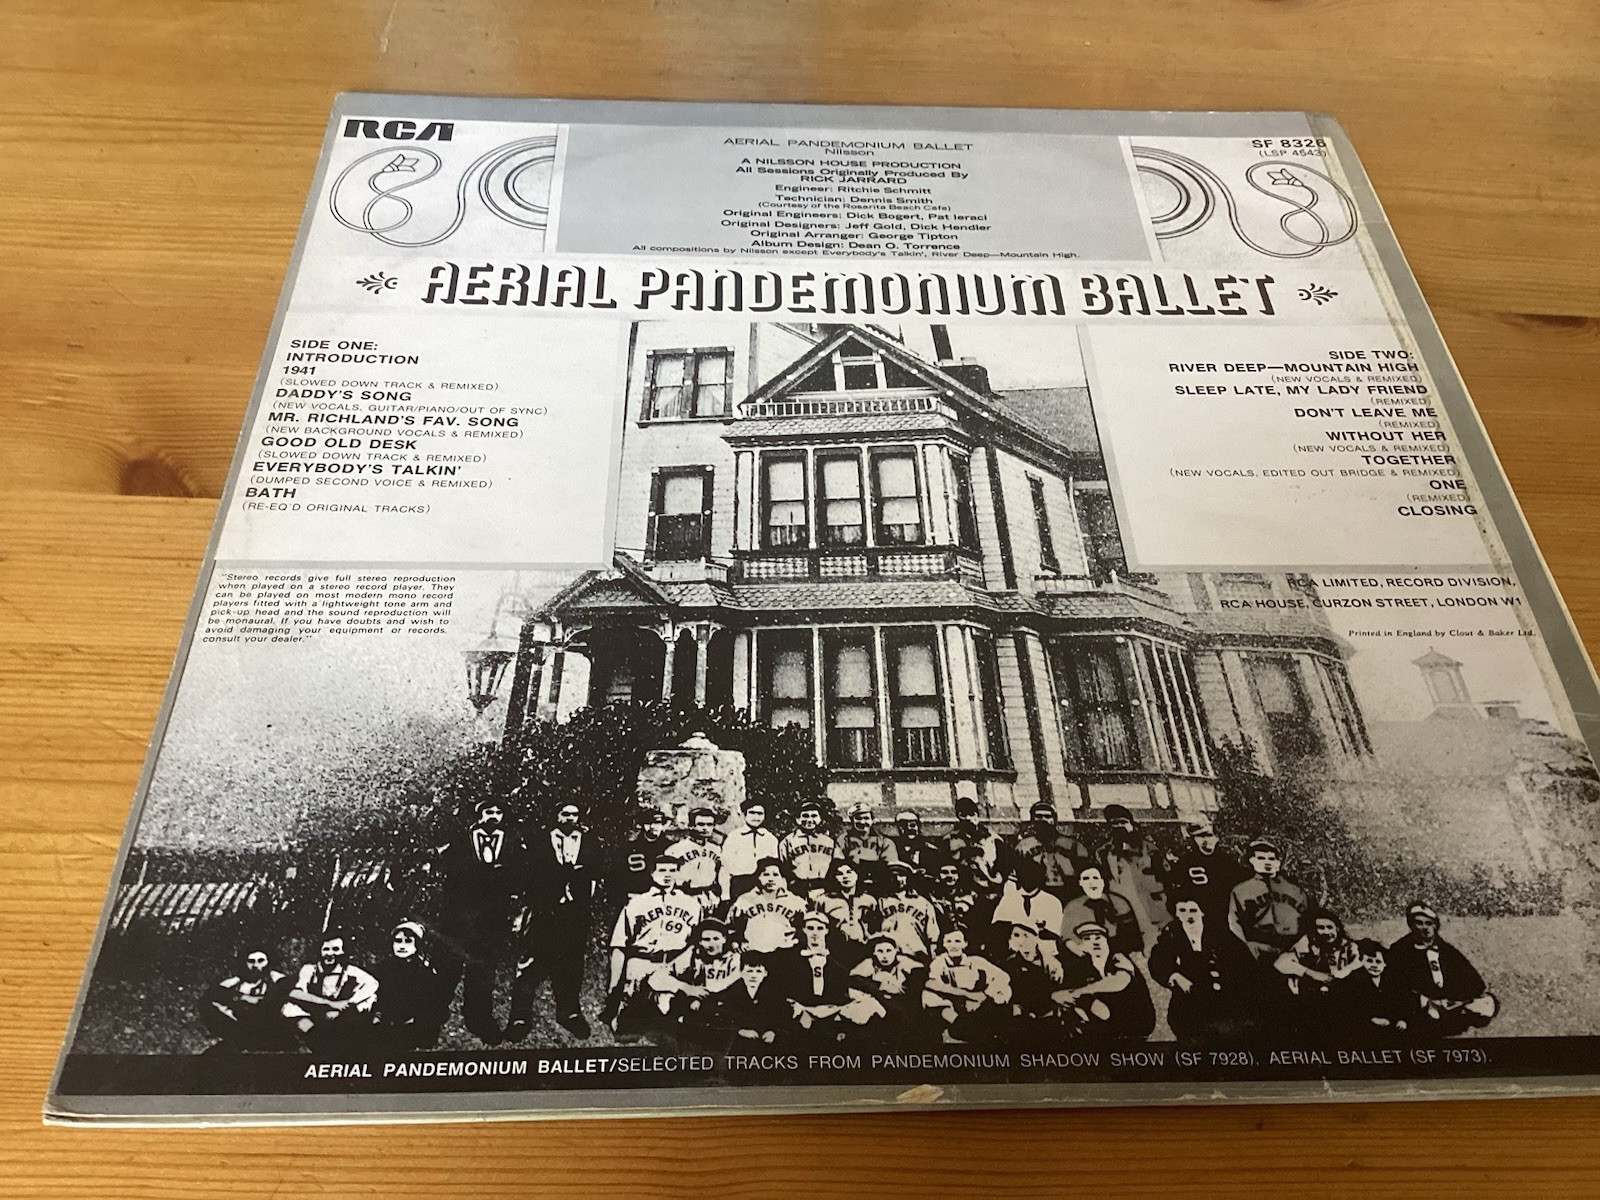 RCA
SF 8326
(LSP 4543)
AERIAL PANDEMONIUM BALLET
Nilsson
A NILSSON HOUSE PRODUCTION
All Sessions Originally Produced By
RICK JARRARD
Engineer: Ritchie Schmitt
Technician: Dennis Smith
(Courtesy of the Rosarita Beach Cafe)
Original Engineers: Dick Bogert, Pat Ieraci
Original Designers: Jeff Gold, Dick Hendler
Original Arranger: George Tipton
Album Design: Dean O. Torrence
All compositions by Nilsson except Everybody's Talkin', River Deep—Mountain High.
AERIAL PANDEMONIUM BALLET
SIDE ONE:
INTRODUCTION
1941
(SLOWED DOWN TRACK & REMIXED)
DADDY'S SONG
(NEW VOCALS, GUITAR/PIANO/OUT OF SYNC)
MR. RICHLAND'S FAV. SONG
(NEW BACKGROUND VOCALS & REMIXED)
GOOD OLD DESK
(SLOWED DOWN TRACK & REMIXED)
EVERYBODY'S TALKIN'
(DUMPED SECOND VOICE & REMIXED)
BATH
(RE-EQ'D ORIGINAL TRACKS)
SIDE TWO:
RIVER DEEP—MOUNTAIN HIGH
(NEW VOCALS & REMIXED)
SLEEP LATE, MY LADY FRIEND
(REMIXED)
DON'T LEAVE ME
(REMIXED)
WITHOUT HER
(NEW VOCALS & REMIXED)
TOGETHER
(NEW VOCALS, EDITED OUT BRIDGE & REMIXED)
ONE
(REMIXED)
CLOSING
"Stereo records give full stereo reproduction
when played on a stereo record player. They
can be played on most modern mono record
players fitted with a lightweight tone arm and
pick-up head and the sound reproduction will
be monaural. If you have doubts and wish to
avoid damaging your equipment or records,
consult your dealer."
RCA LIMITED, RECORD DIVISION,
RCA HOUSE, CURZON STREET, LONDON W1
Printed in England by Clout & Baker Ltd.
S
KERSFIEL
69
KERSFIEL
KERSFIEL
S
S
S
AERIAL PANDEMONIUM BALLET/SELECTED TRACKS FROM PANDEMONIUM SHADOW SHOW (SF 7928). AERIAL BALLET (SF 7973).